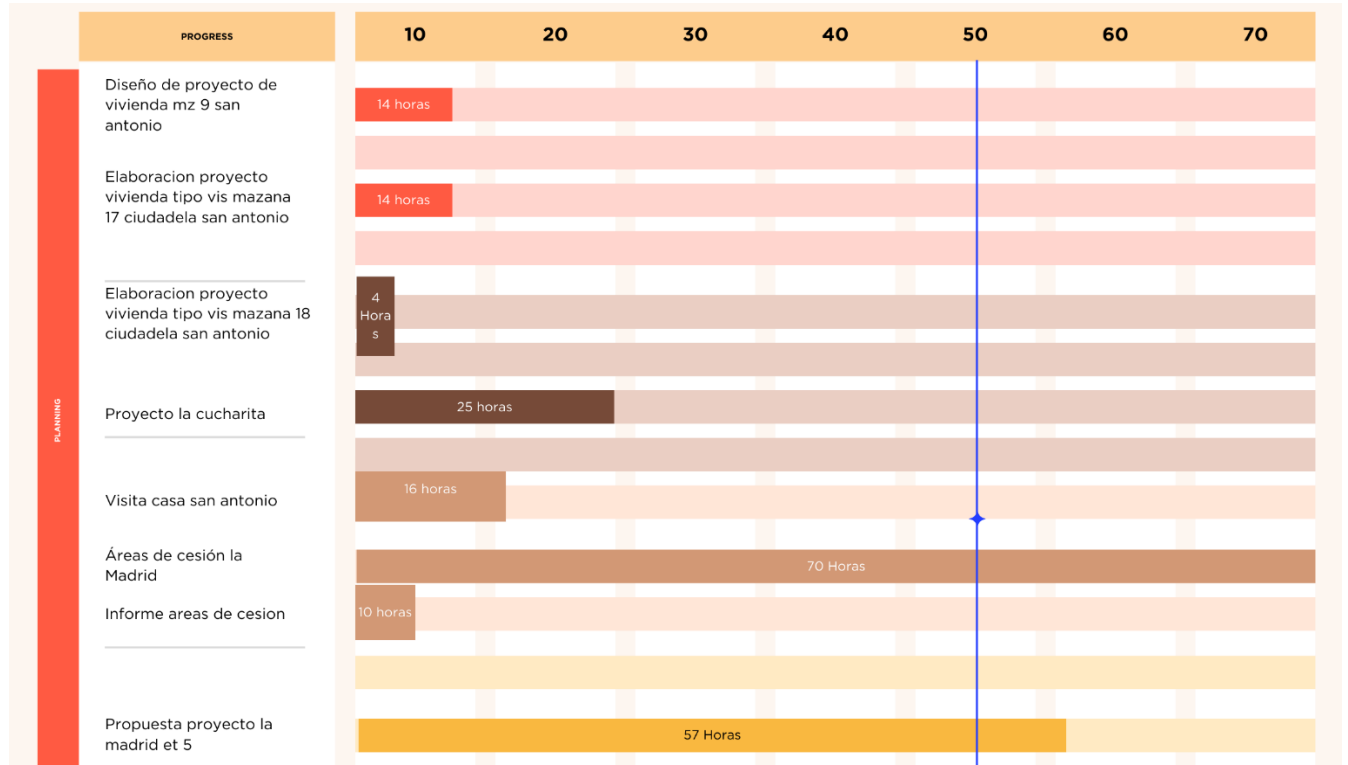 PROGRESS
10 20 30 40 50 60 70
PLANNING
Diseño de proyecto de
vivienda mz 9 san
antonio
14 horas
Elaboracion proyecto
vivienda tipo vis mazana
17 ciudadela san antonio
14 horas
Elaboracion proyecto
vivienda tipo vis mazana 18
ciudadela san antonio
4
Hora
s
Proyecto la cucharita
25 horas
Visita casa san antonio
16 horas
Áreas de cesión la
Madrid
70 Horas
Informe areas de cesion
10 horas
Propuesta proyecto la
madrid et 5
57 Horas